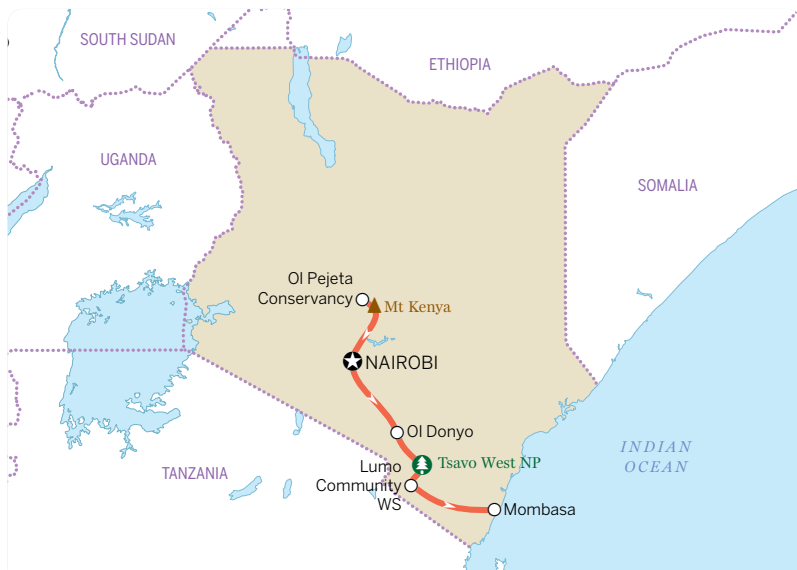 SOUTH SUDAN
ETHIOPIA
UGANDA
SOMALIA
Ol Pejeta
Conservancy
Mt Kenya
NAIROBI
Ol Donyo
INDIAN
OCEAN
Tsavo West NP
Lumo
Community
WS
TANZANIA
Mombasa